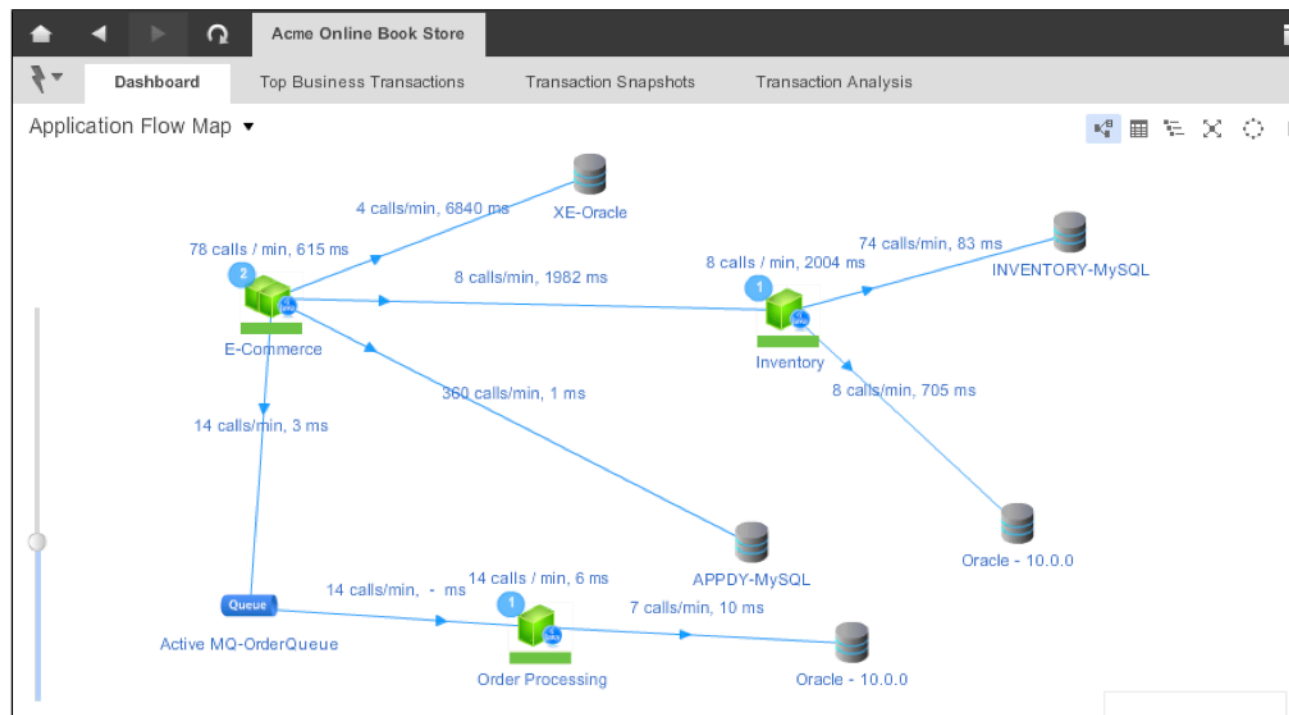 Acme Online Book Store
Dashboard
Top Business Transactions
Transaction Snapshots
Transaction Analysis
Application Flow Map
4 calls/min, 6840 ms
XE-Oracle
78 calls / min, 615 ms
2
E-Commerce
8 calls/min, 1982 ms
8 calls / min, 2004 ms
1
Inventory
74 calls/min, 83 ms
INVENTORY-MySQL
360 calls/min, 1 ms
8 calls/min, 705 ms
14 calls/min, 3 ms
APPDY-MySQL
Oracle - 10.0.0
Queue
Active MQ-OrderQueue
14 calls/min, - ms
14 calls / min, 6 ms
1
Order Processing
7 calls/min, 10 ms
Oracle - 10.0.0